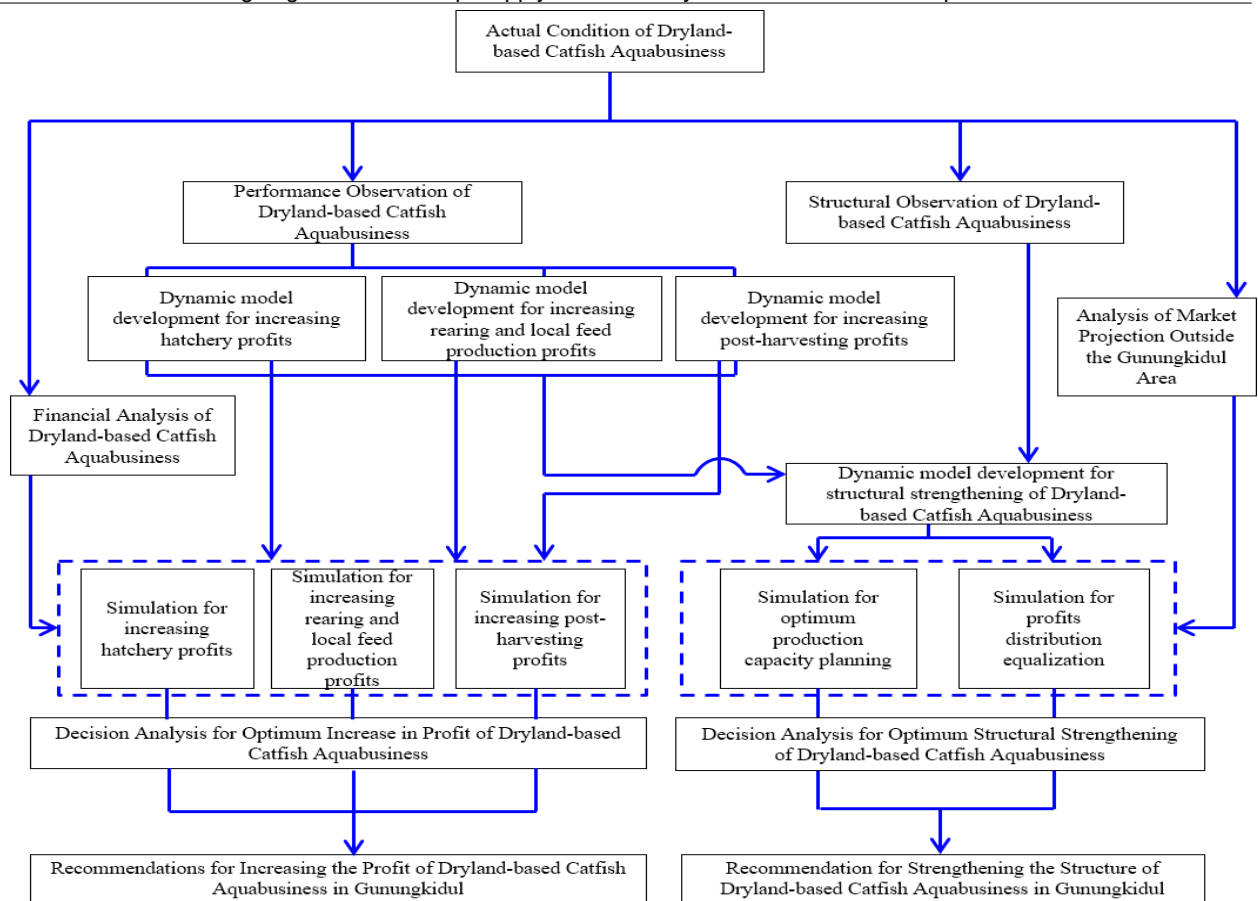 Actual Condition of Dryland-
based Catfish Aquabusiness
Performance Observation of
Dryland-based Catfish
Aquabusiness
Structural Observation of Dryland-
based Catfish Aquabusiness
Dynamic model
development for increasing
hatchery profits
Dynamic model
development for increasing
rearing and local feed
production profits
Dynamic model
development for increasing
post-harvesting profits
Analysis of Market
Projection Outside
the Gunungkidul
Area
Financial Analysis of
Dryland-based Catfish
Aquabusiness
Dynamic model development for
structural strengthening of Dryland-
based Catfish Aquabusiness
Simulation for
increasing
hatchery profits
Simulation for
increasing
rearing and
local feed
production
profits
Simulation for
increasing post-
harvesting
profits
Simulation for
optimum
production
capacity planning
Simulation for
profits
distribution
equalization
Decision Analysis for Optimum Increase in Profit of Dryland-based
Catfish Aquabusiness
Decision Analysis for Optimum Structural Strengthening
of Dryland-based Catfish Aquabusiness
Recommendations for Increasing the Profit of Dryland-based Catfish
Aquabusiness in Gunungkidul
Recommendation for Strengthening the Structure of
Dryland-based Catfish Aquabusiness in Gunungkidul